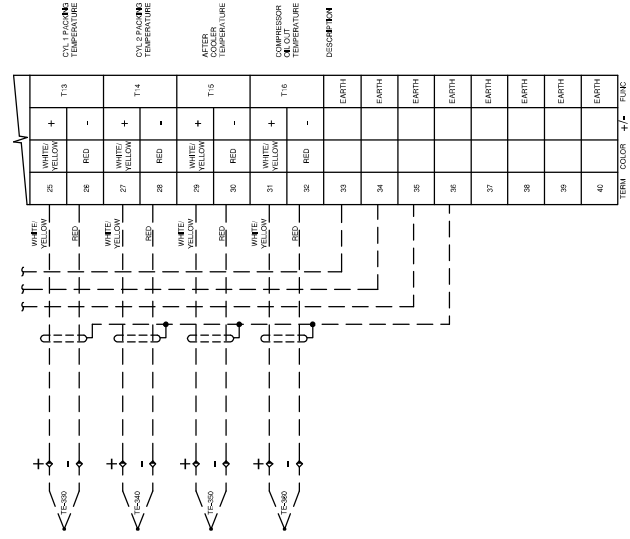 CYL 1 PACKING
TEMPERATURE
CYL 2 PACKING
TEMPERATURE
AFTER
COOLER
TEMPERATURE
COMPRESSOR
OIL OUT
TEMPERATURE
DESCRIPTION
T13
T14
T15
T16
EARTH
EARTH
EARTH
EARTH
EARTH
EARTH
EARTH
EARTH
FUNC
+
-
+
-
+
-
+
-
+/-
WHITE/
YELLOW
RED
WHITE/
YELLOW
RED
WHITE/
YELLOW
RED
WHITE/
YELLOW
RED
COLOR
25
26
27
28
29
30
31
32
33
34
35
36
37
38
39
40
TERM
WHITE/
YELLOW
RED
WHITE/
YELLOW
RED
WHITE/
YELLOW
RED
WHITE/
YELLOW
RED
+
-
+
-
+
-
+
-
TE-330
TE-340
TE-350
TE-360